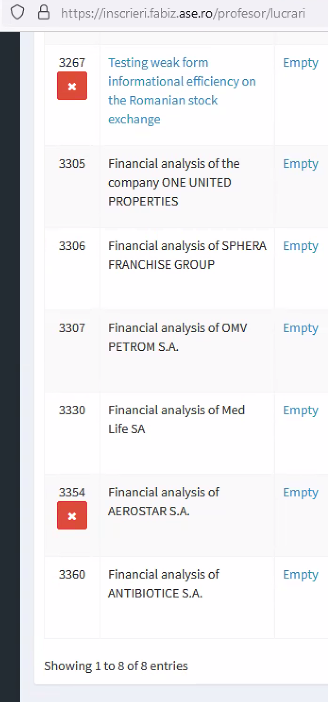 https://inscrieri.fabiz.ase.ro/profesor/lucrari
3267
Testing weak form
informational efficiency on
the Romanian stock
exchange
Empty
3305
Financial analysis of the
company ONE UNITED
PROPERTIES
Empty
3306
Financial analysis of SPHERA
FRANCHISE GROUP
Empty
3307
Financial analysis of OMV
PETROM S.A.
Empty
3330
Financial analysis of Med
Life SA
Empty
3354
Financial analysis of
AEROSTAR S.A.
Empty
3360
Financial analysis of
ANTIBIOTICE S.A.
Empty
Showing 1 to 8 of 8 entries